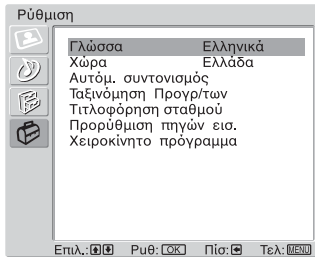 Ρύθμιση
Γλώσσα Ελληνικά
Χώρα Ελλάδα
Αυτόμ. συντονισμός
Ταξινόμηση Προγρ/των
Τιτλοφόρηση σταθμού
Προρύθμιση πηγών εισ.
Χειροκίνητο πρόγραμμα
Επιλ.: Ρυθ: OK Πίσ: Τελ: MENU